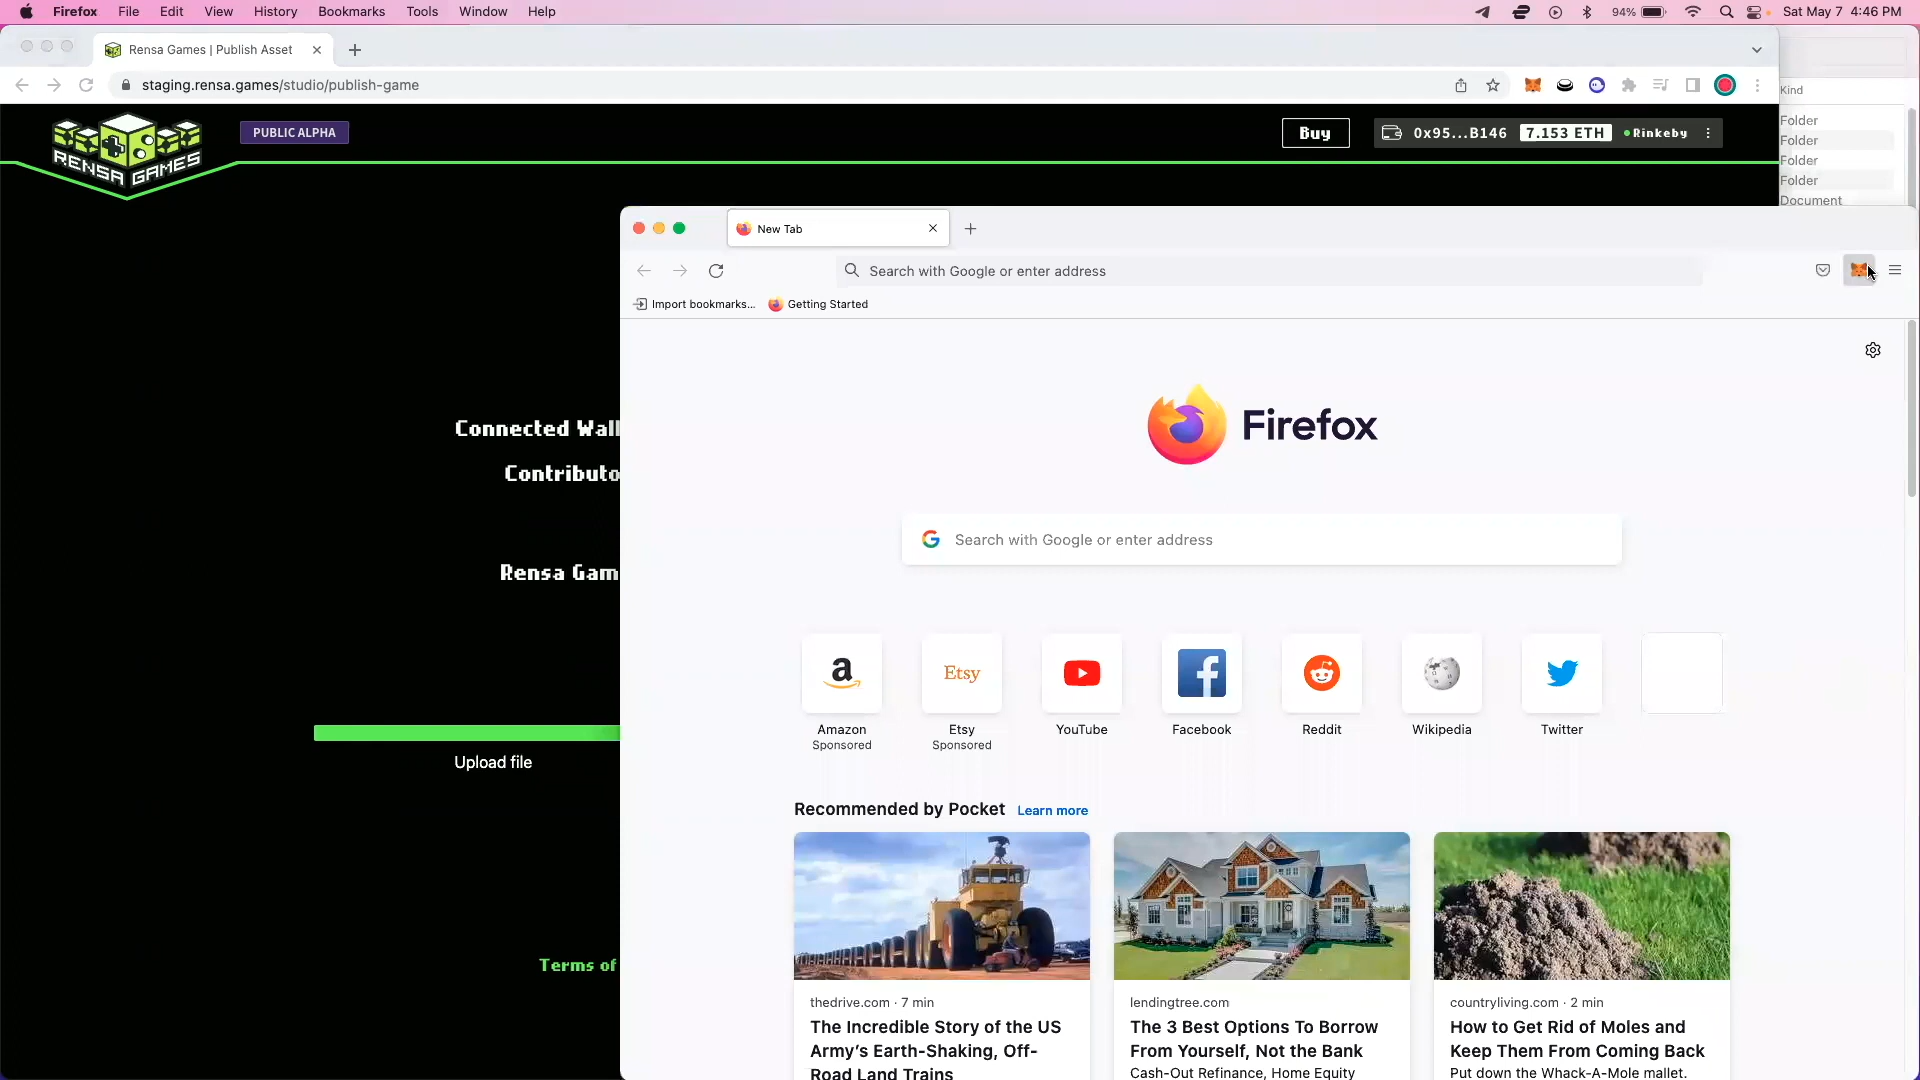 Firefox File Edit View History Bookmarks Tools Window Help 94% Sat May 7 4:46 PM
Rensa Games | Publish Asset
staging.rensa.games/studio/publish-game
Kind
Folder
Folder
Folder
Folder
Document
RENSA GAMES
PUBLIC ALPHA
Buy
0x95...B146 7.153 ETH Rinkeby
New Tab
Search with Google or enter address
Import bookmarks... Getting Started
Firefox
Connected Wall
Contributo
Search with Google or enter address
Rensa Gam
a
Etsy
Amazon
Sponsored
Etsy
Sponsored
YouTube
Facebook
Reddit
Wikipedia
Twitter
Upload file
Recommended by Pocket Learn more
Terms of
thedrive.com · 7 min
The Incredible Story of the US
Army’s Earth-Shaking, Off-
Road Land Trains
lendingtree.com
The 3 Best Options To Borrow
From Yourself, Not the Bank
Cash-Out Refinance, Home Equity
countryliving.com · 2 min
How to Get Rid of Moles and
Keep Them From Coming Back
Put down the Whack-A-Mole mallet.